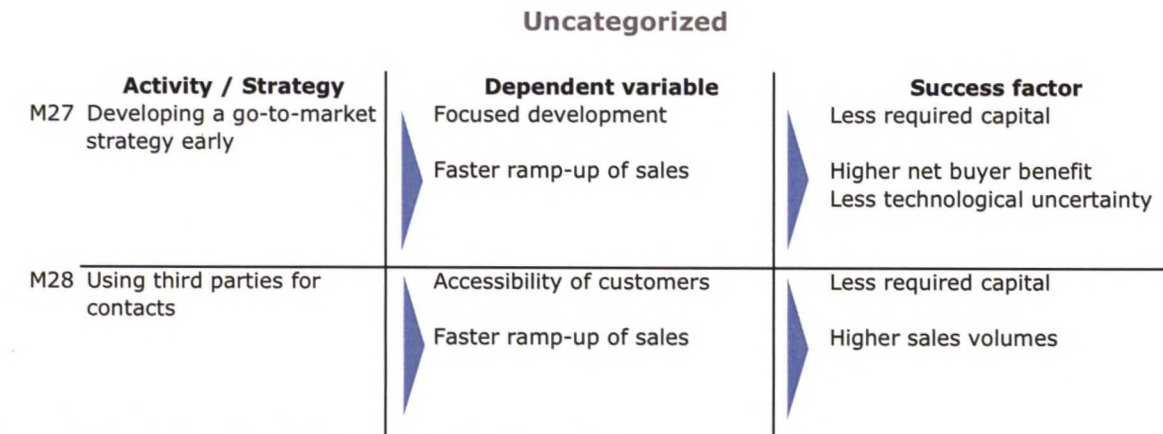 Uncategorized
Activity / Strategy
Dependent variable
Success factor
M27 Developing a go-to-market
strategy early
Focused development
Faster ramp-up of sales
Less required capital
Higher net buyer benefit
Less technological uncertainty
M28 Using third parties for
contacts
Accessibility of customers
Faster ramp-up of sales
Less required capital
Higher sales volumes